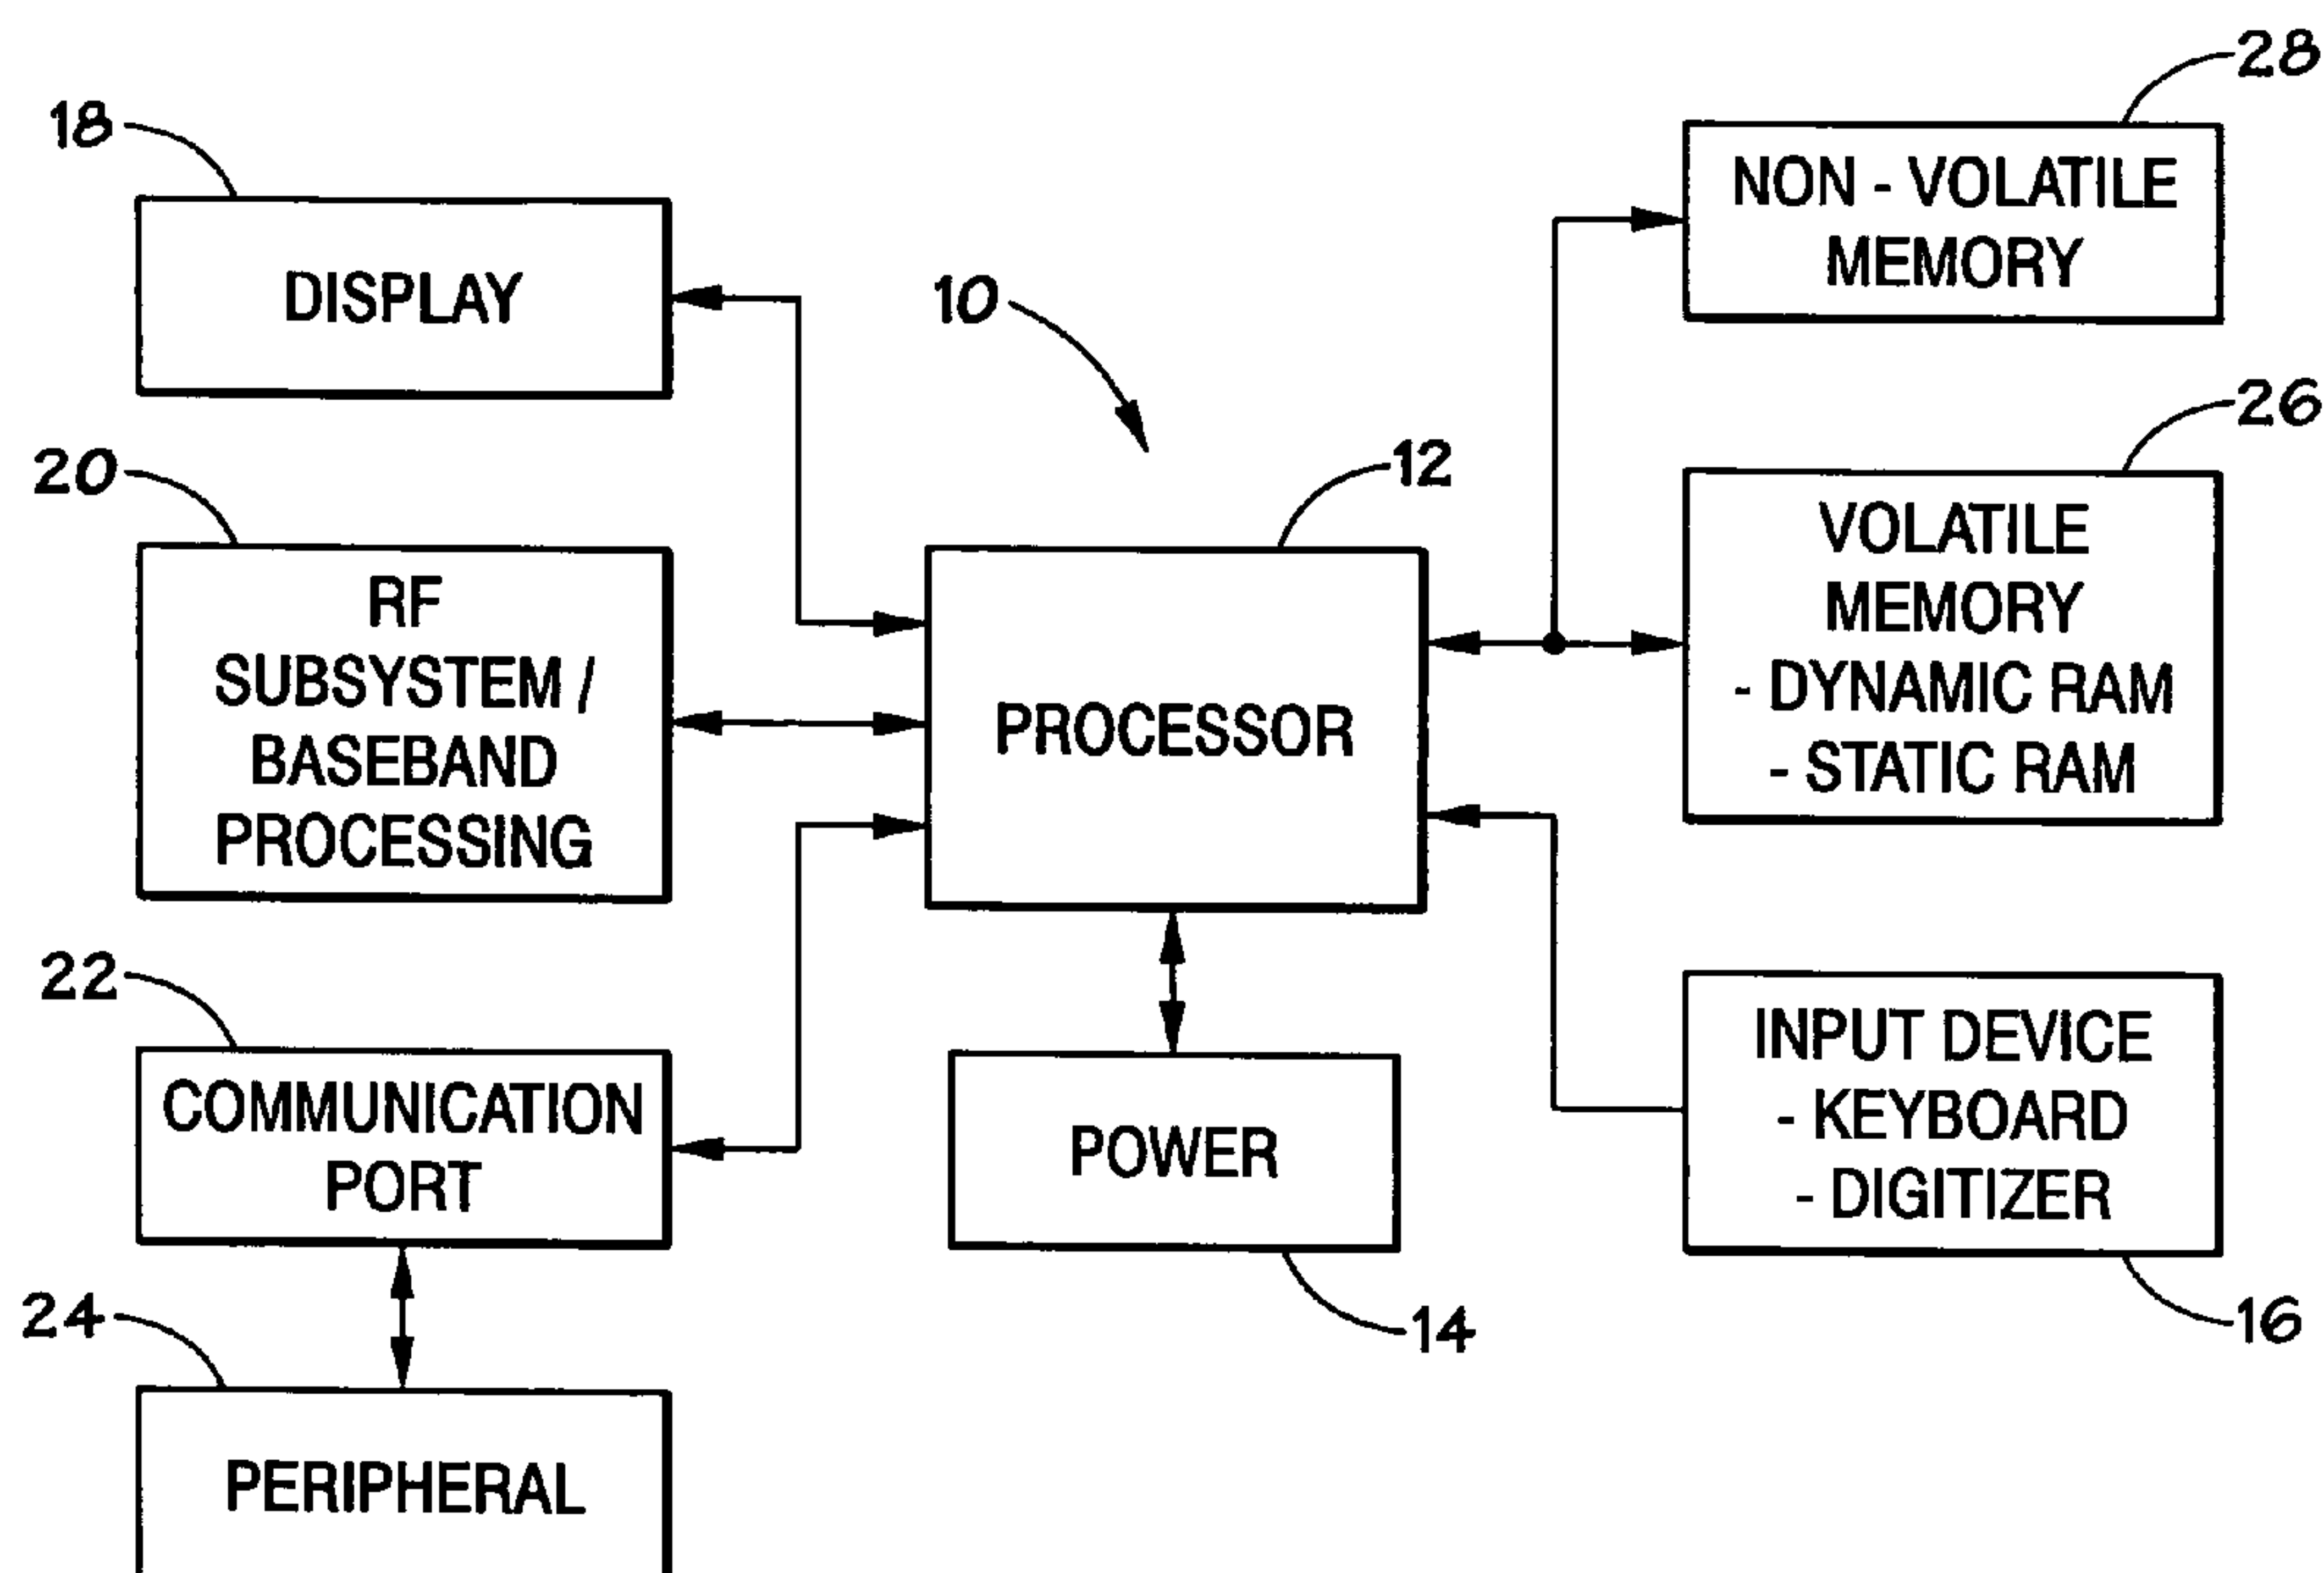 28
NON - VOLATILE
MEMORY
18
DISPLAY
10
26
VOLATILE
MEMORY
- DYNAMIC RAM
- STATIC RAM
20
RF
SUBSYSTEM /
BASEBAND
PROCESSING
12
PROCESSOR
22
COMMUNICATION
PORT
POWER
14
INPUT DEVICE
- KEYBOARD
- DIGITIZER
16
24
PERIPHERAL